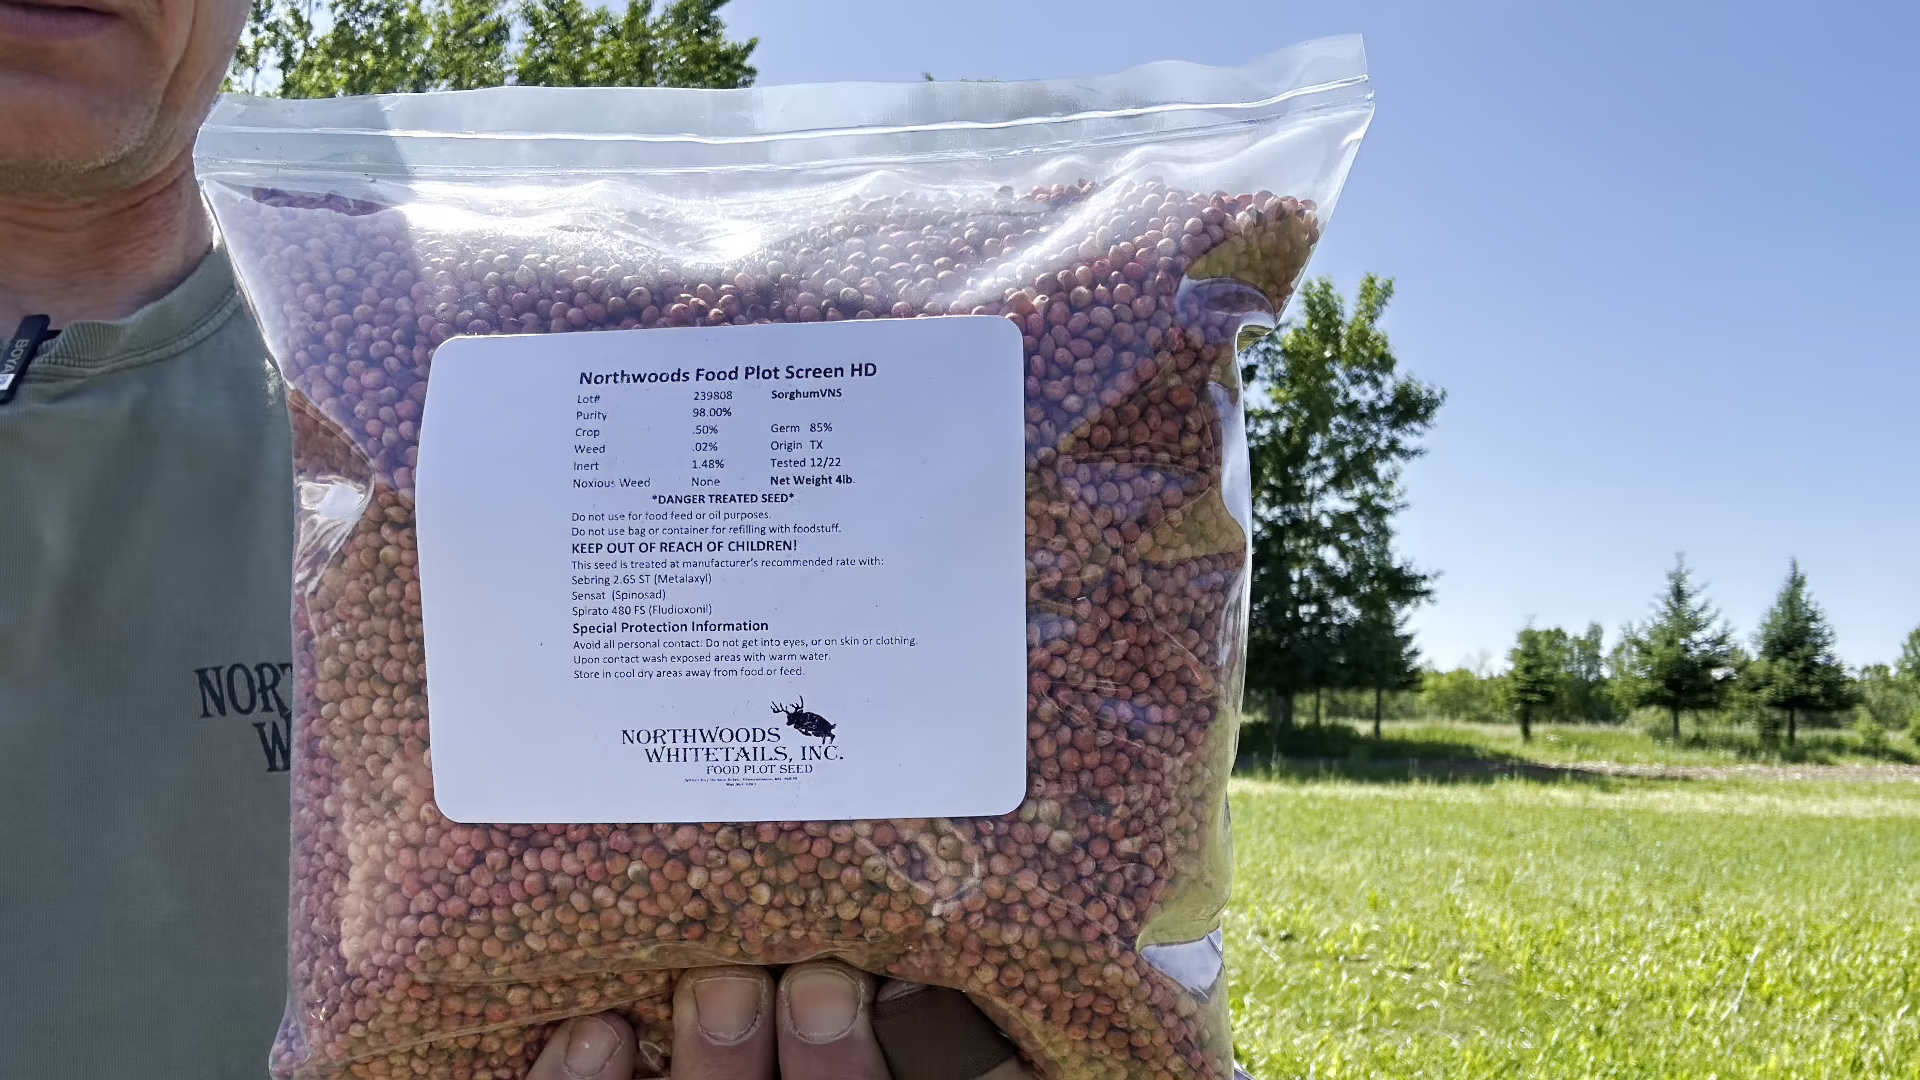 Northwoods Food Plot Screen HD
Lot# 239808 SorghumVNS
Purity 98.00%
Crop .50% Germ 85%
Weed .02% Origin TX
Inert 1.48% Tested 12/22
Noxious Weed None Net Weight 4lb.
*DANGER TREATED SEED*
Do not use for food feed or oil purposes.
Do not use bag or container for refilling with foodstuff.
KEEP OUT OF REACH OF CHILDREN!
This seed is treated at manufacturer's recommended rate with:
Sebring 2.65 ST (Metalaxyl)
Sensat (Spinosad)
Spirato 480 FS (Fludioxonil)
Special Protection Information
Avoid all personal contact: Do not get into eyes, or on skin or clothing.
Upon contact wash exposed areas with warm water.
Store in cool dry areas away from food or feed.
NORTHWOODS
WHITETAILS, INC.
FOOD PLOT SEED
BOYA
NORT
W